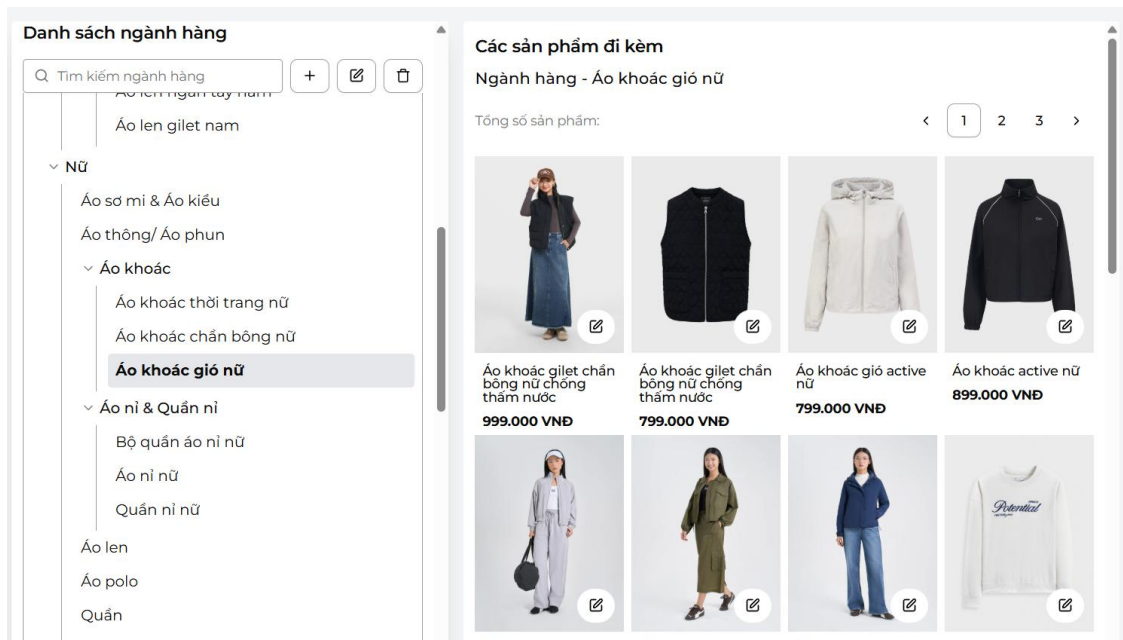 Danh sách ngành hàng
Tìm kiếm ngành hàng
Áo len ngắn tay nam
Áo len gilet nam
Nữ
Áo sơ mi & Áo kiểu
Áo thông/ Áo phun
Áo khoác
Áo khoác thời trang nữ
Áo khoác chần bông nữ
Áo khoác gió nữ
Áo nỉ & Quần nỉ
Bộ quần áo nỉ nữ
Áo nỉ nữ
Quần nỉ nữ
Áo len
Áo polo
Quần
Các sản phẩm đi kèm
Ngành hàng - Áo khoác gió nữ
Tổng số sản phẩm:
1 2 3
Áo khoác gilet chần
bông nữ chống
thấm nước
999.000 VNĐ
Áo khoác gilet chần
bông nữ chống
thấm nước
799.000 VNĐ
Áo khoác gió active
nữ
799.000 VNĐ
Áo khoác active nữ
899.000 VNĐ
Potential